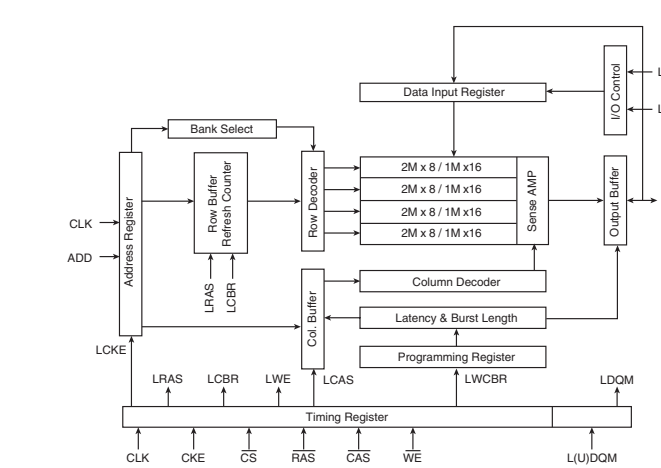 Data Input Register
I/O Control
L
L
Bank Select
Address Register
Row Buffer
Refresh Counter
Row Decoder
2M x 8 / 1M x16
2M x 8 / 1M x16
2M x 8 / 1M x16
2M x 8 / 1M x16
Sense AMP
Output Buffer
CLK
ADD
LRAS
LCBR
Col. Buffer
Column Decoder
Latency & Burst Length
Programming Register
LCKE
LRAS
LCBR
LWE
LCAS
LWCBR
LDQM
Timing Register
CLK
CKE
CS
RAS
CAS
WE
L(U)DQM